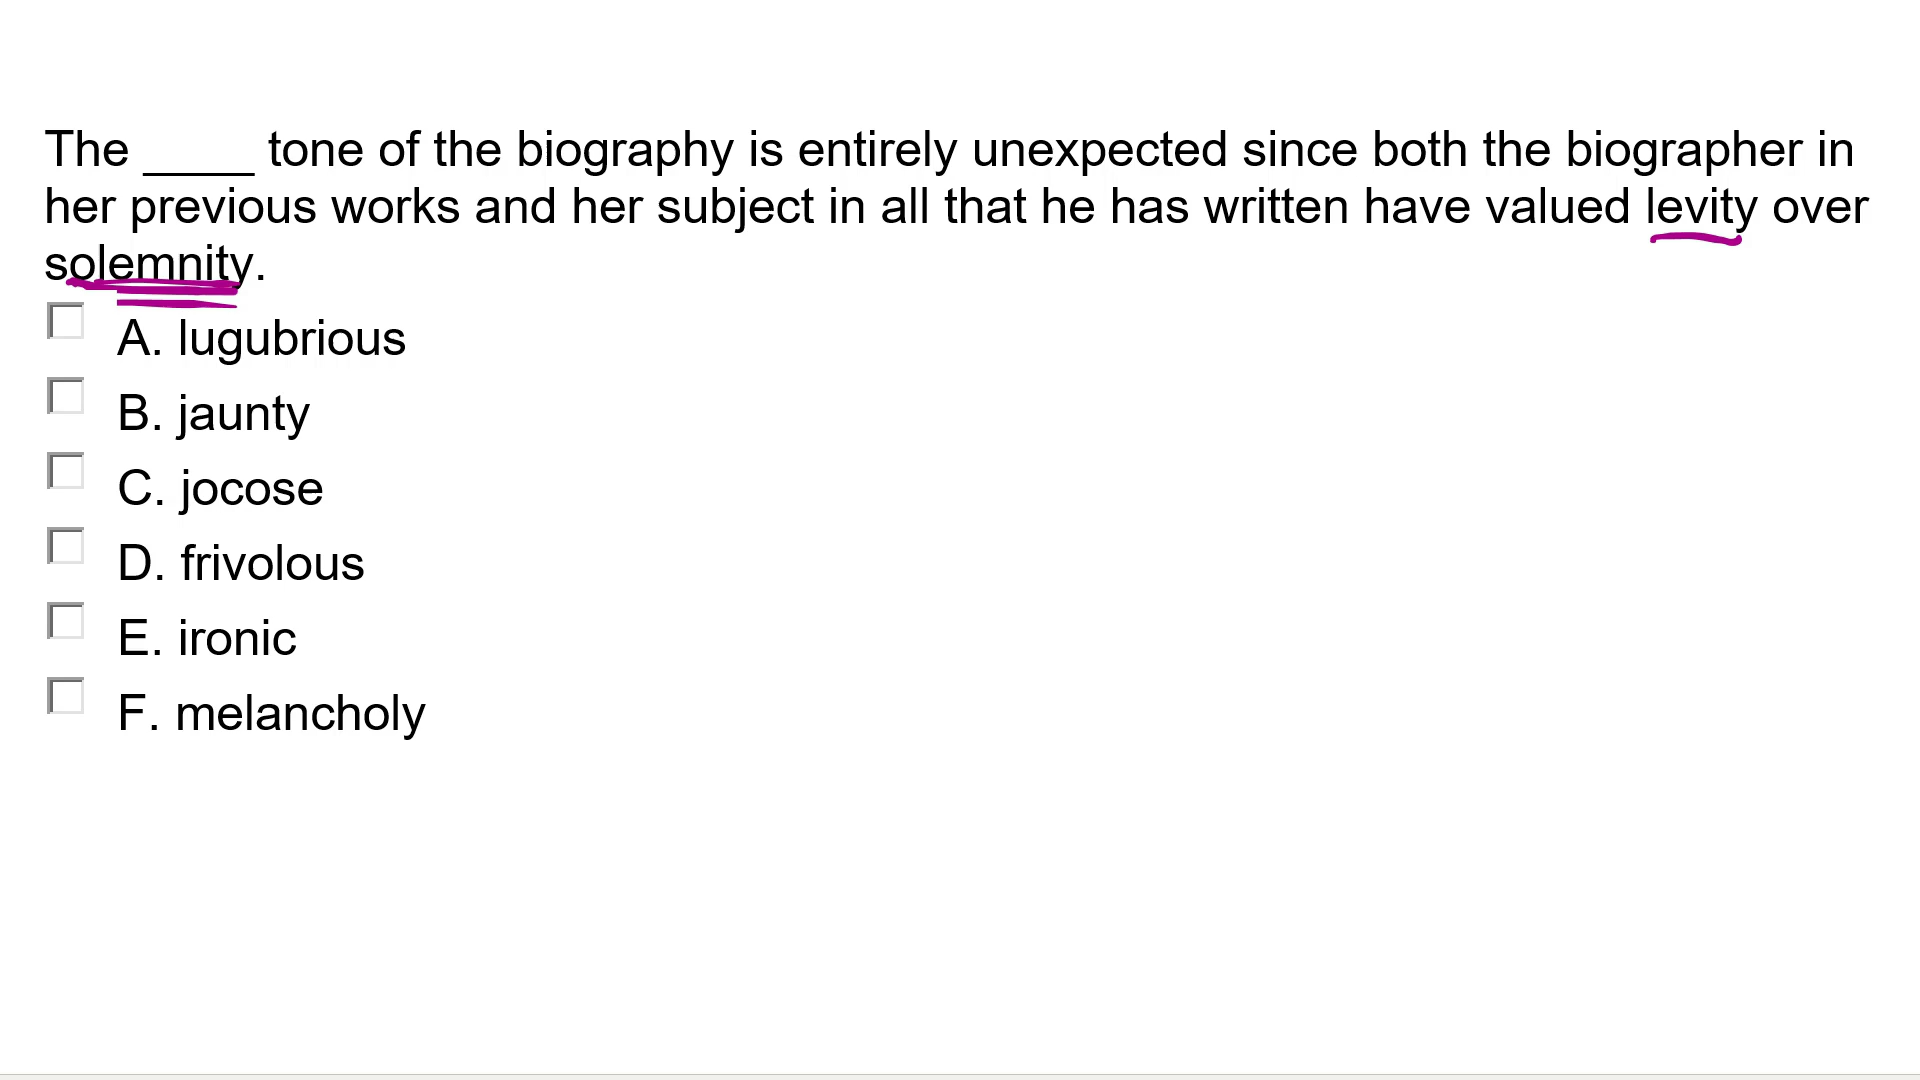 The ____ tone of the biography is entirely unexpected since both the biographer in
her previous works and her subject in all that he has written have valued levity over
solemnity.
A. lugubrious
B. jaunty
C. jocose
D. frivolous
E. ironic
F. melancholy